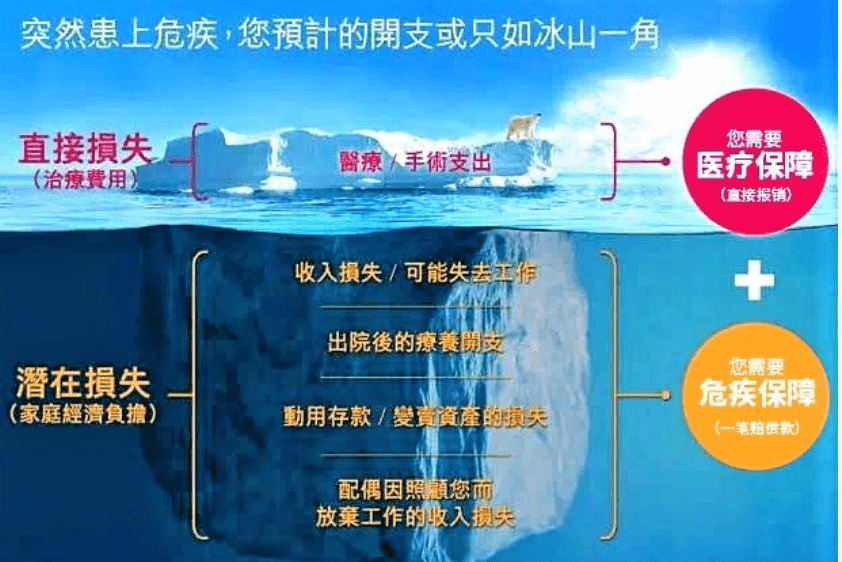 突然患上危疾，您預計的開支或只如冰山一角
直接損失
（治療費用）
醫療 / 手術支出
您需要
医疗保障
（直接报销）
收入損失 / 可能失去工作
出院後的療養開支
動用存款 / 變賣資產的損失
配偶因照顧您而
放棄工作的收入損失
潛在損失
（家庭經濟負擔）
+
您需要
危疾保障
（一笔赔偿款）